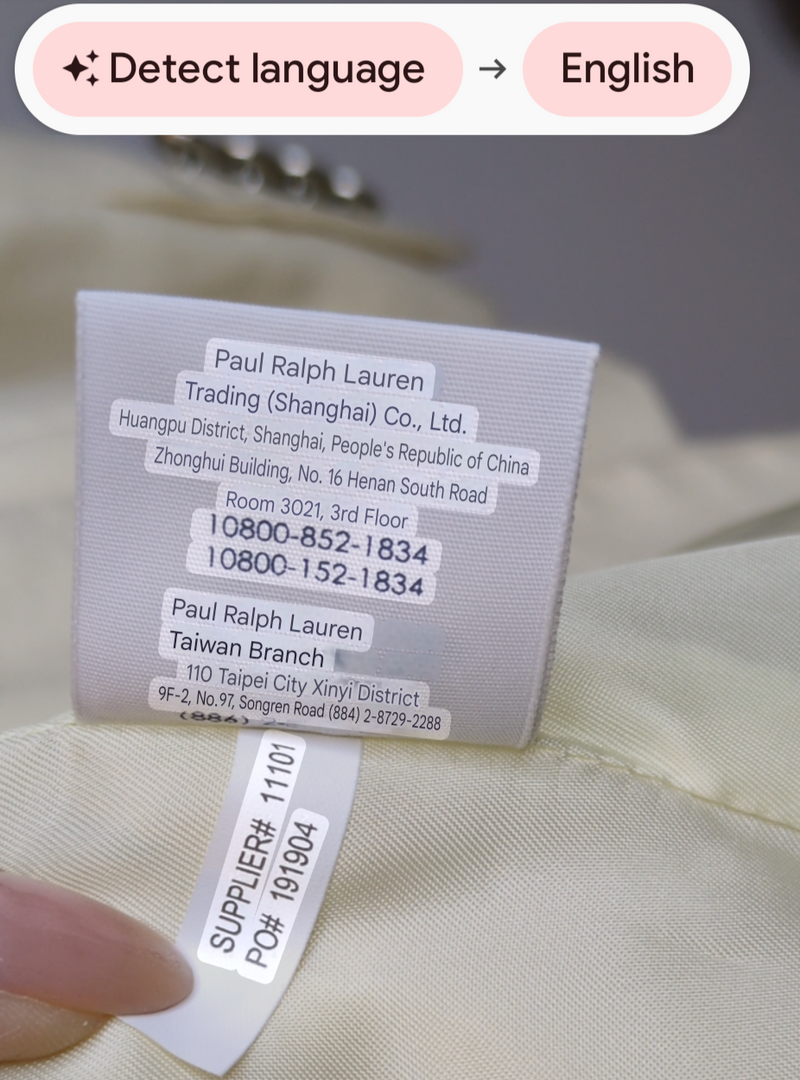 Detect language → English
Paul Ralph Lauren
Trading (Shanghai) Co., Ltd.
Huangpu District, Shanghai, People's Republic of China
Zhonghui Building, No. 16 Henan South Road
Room 3021, 3rd Floor
10800-852-1834
10800-152-1834
Paul Ralph Lauren
Taiwan Branch
110 Taipei City Xinyi District
9F-2, No.97, Songren Road (884) 2-8729-2288
(886) 2-
SUPPLIER# 11101
PO# 191904